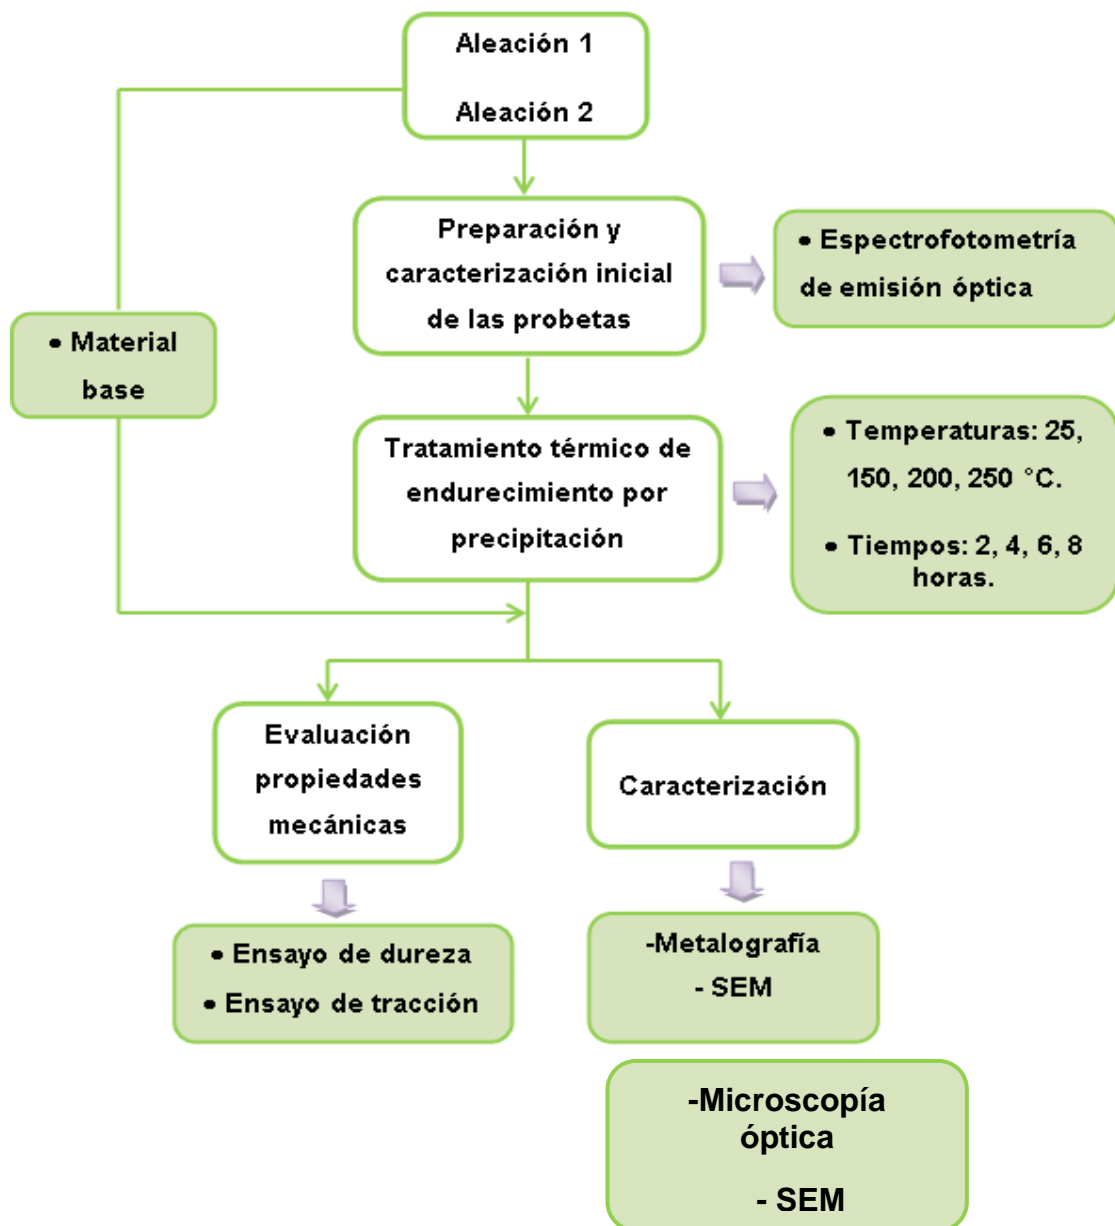 Aleación 1
Aleación 2
Preparación y
caracterización inicial
de las probetas
• Espectrofotometría
de emisión óptica
• Material
base
Tratamiento térmico de
endurecimiento por
precipitación
• Temperaturas: 25,
150, 200, 250 °C.
• Tiempos: 2, 4, 6, 8
horas.
Evaluación
propiedades
mecánicas
Caracterización
• Ensayo de dureza
• Ensayo de tracción
-Metalografía
- SEM
-Microscopía
óptica
- SEM